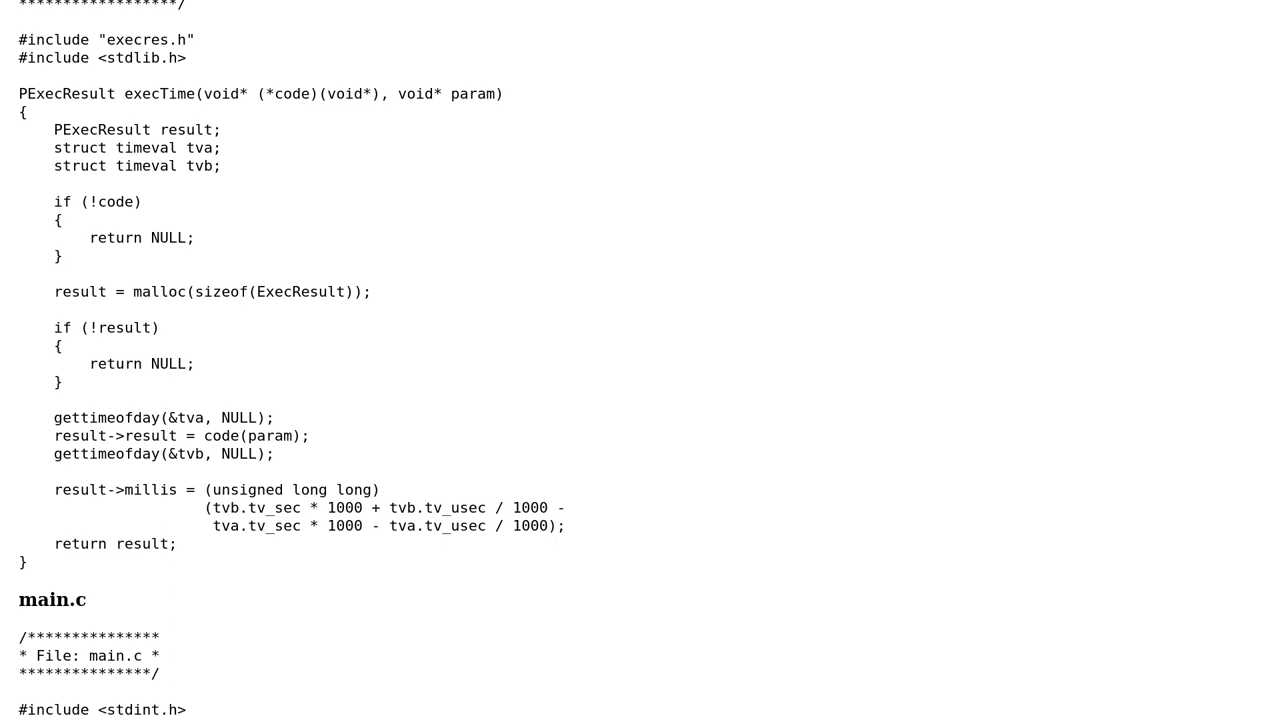 ******************/
#include "execres.h"
#include <stdlib.h>
PExecResult execTime(void* (*code)(void*), void* param)
{
    PExecResult result;
    struct timeval tva;
    struct timeval tvb;
    if (!code)
    {
        return NULL;
    }
    result = malloc(sizeof(ExecResult));
    if (!result)
    {
        return NULL;
    }
    gettimeofday(&tva, NULL);
    result->result = code(param);
    gettimeofday(&tvb, NULL);
    result->millis = (unsigned long long)
                     (tvb.tv_sec * 1000 + tvb.tv_usec / 1000 -
                      tva.tv_sec * 1000 - tva.tv_usec / 1000);
    return result;
}
main.c
/***************
* File: main.c *
***************/
#include <stdint.h>